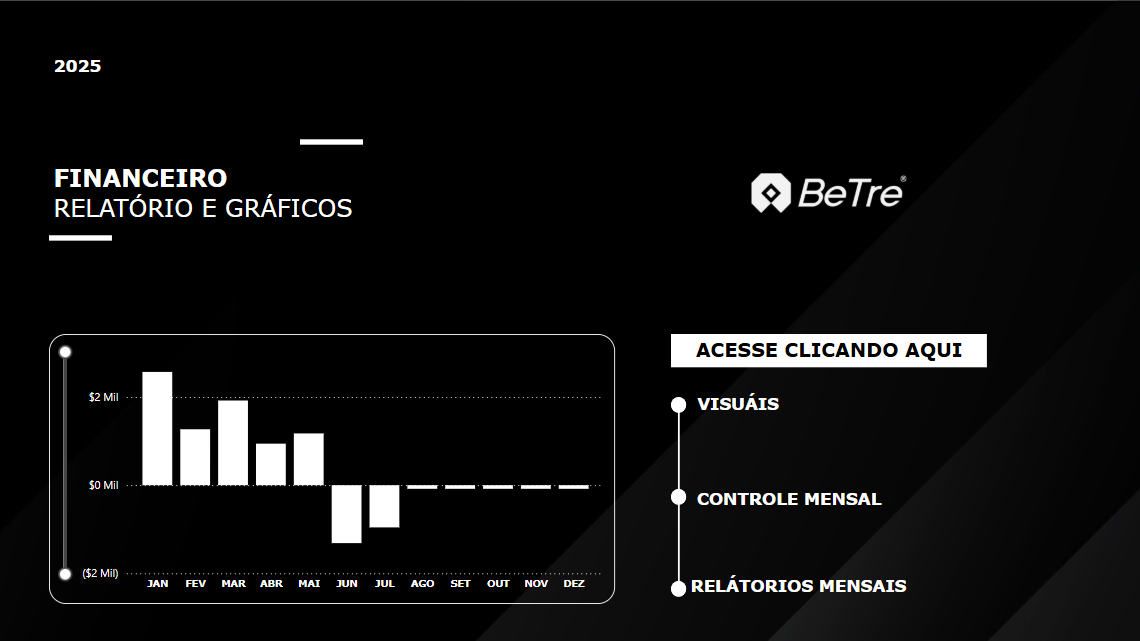 2025
FINANCEIRO
RELATÓRIO E GRÁFICOS
BeTre®
$2 Mil
$0 Mil
($2 Mil)
JAN FEV MAR ABR MAI JUN JUL AGO SET OUT NOV DEZ
ACESSE CLICANDO AQUI
VISUÁIS
CONTROLE MENSAL
RELÁTORIOS MENSAIS